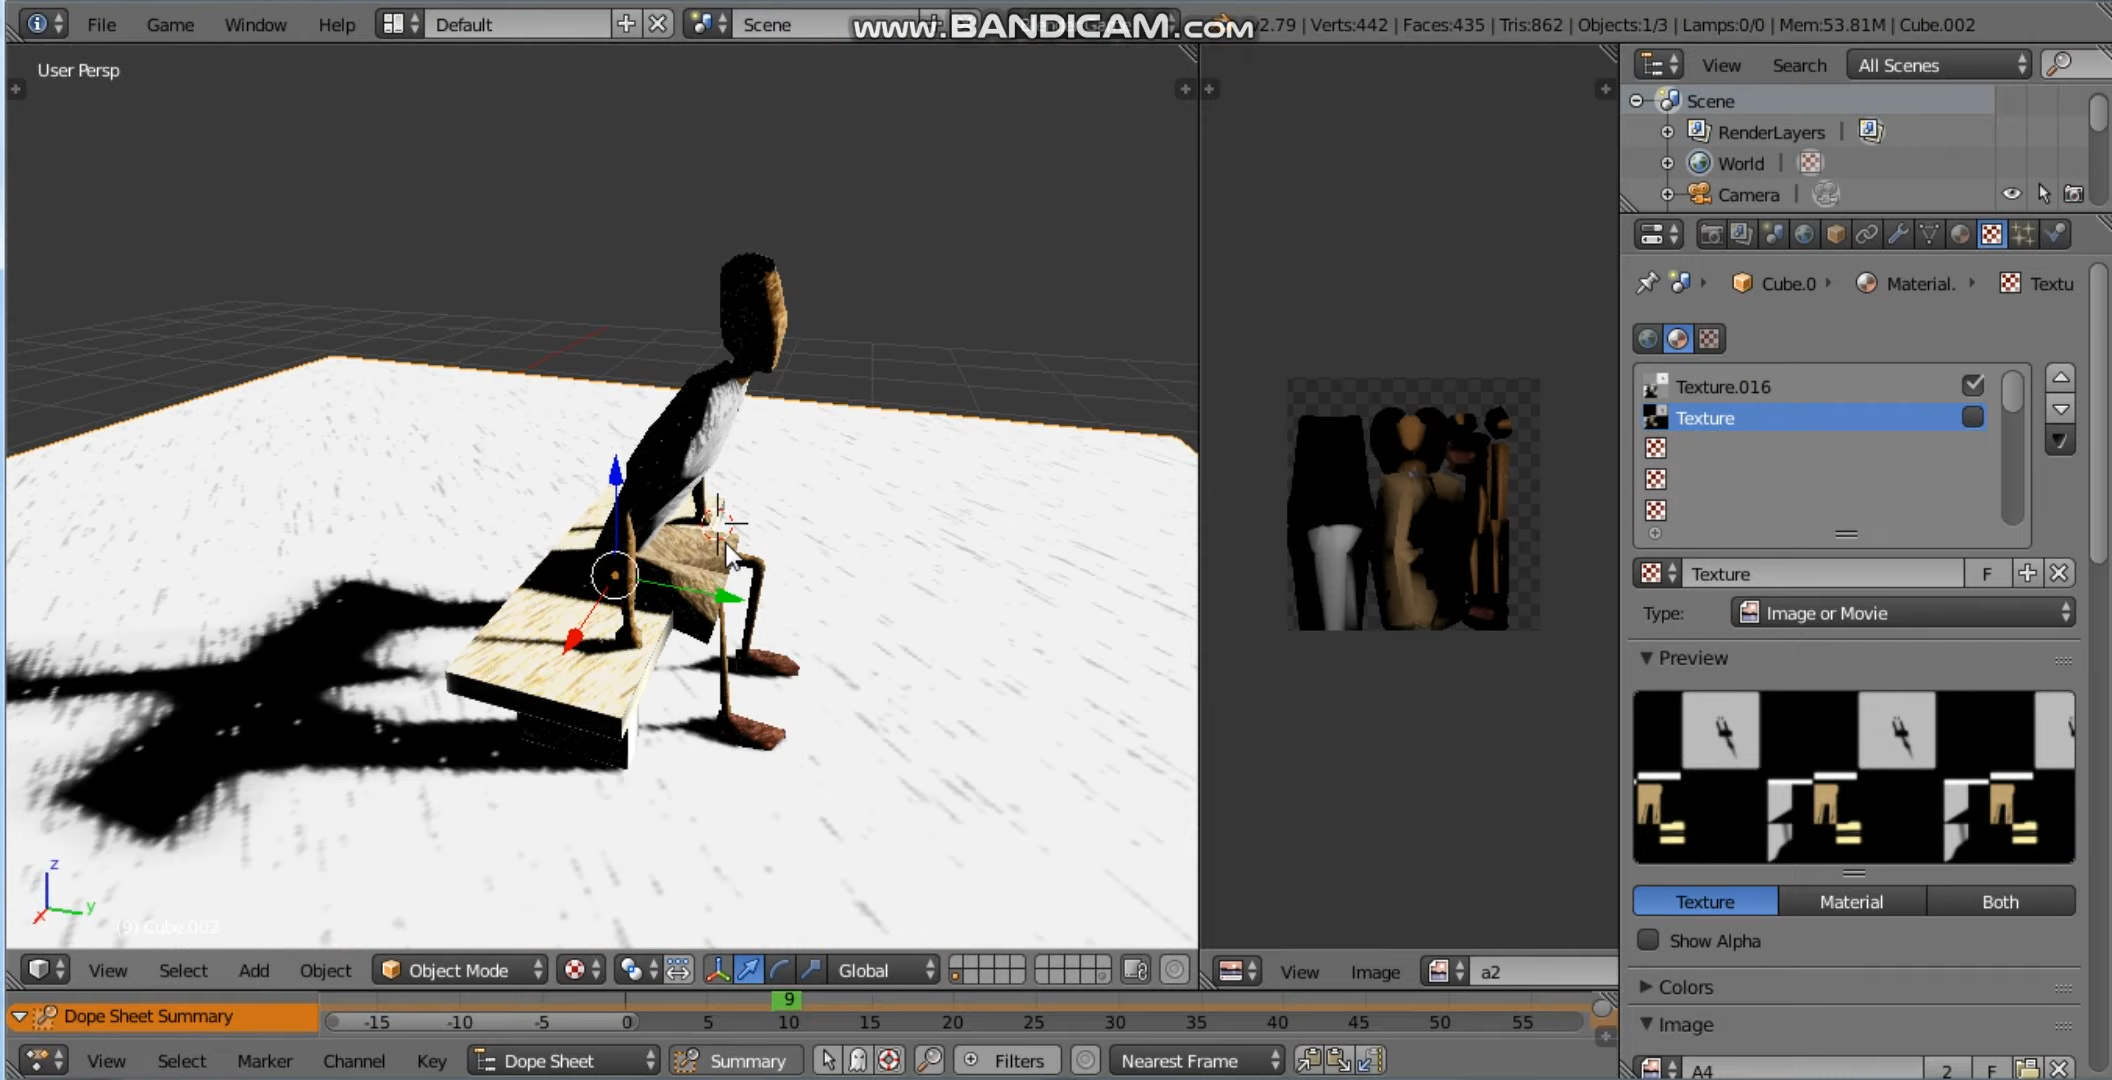 File Game Window Help Default Scene www.BANDICAM.com 2.79 | Verts:442 | Faces:435 | Tris:862 | Objects:1/3 | Lamps:0/0 | Mem:53.81M | Cube.002
User Persp
View Search All Scenes
Scene
RenderLayers
World
Camera
Cube.0 Material. Textu
Texture.016
Texture
Texture F
Type: Image or Movie
Preview
Texture Material Both
Show Alpha
Colors
Image
A4 2 F
z
y
x
(9) Cube.002
View Select Add Object Object Mode Global
View Image a2
Dope Sheet Summary
9
-15 -10 -5 0 5 10 15 20 25 30 35 40 45 50 55
View Select Marker Channel Key Dope Sheet Summary Filters Nearest Frame